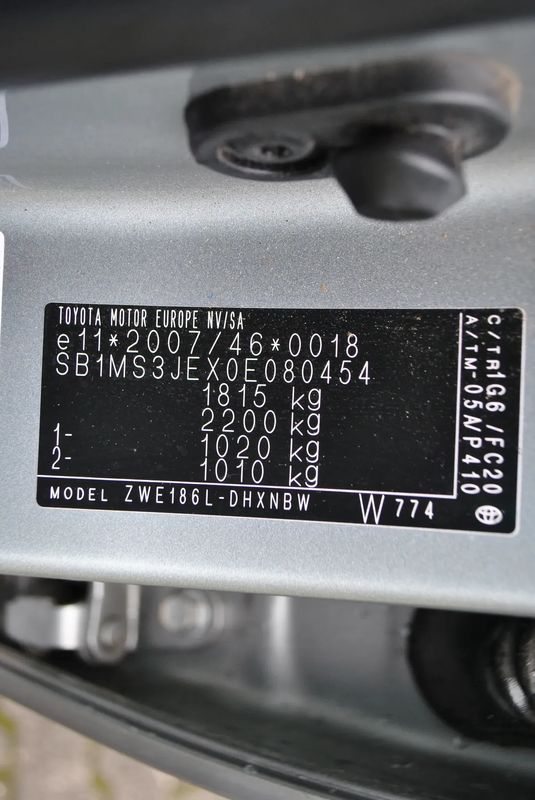 TOYOTA MOTOR EUROPE NV/SA
e11*2007/46*0018
SB1MS3JEX0E080454
1815 kg
2200 kg
1- 1020 kg
2- 1010 kg
MODEL ZWE186L-DHXNBW
W774
C/TR1G6/FC20
A/TM-05A/P410